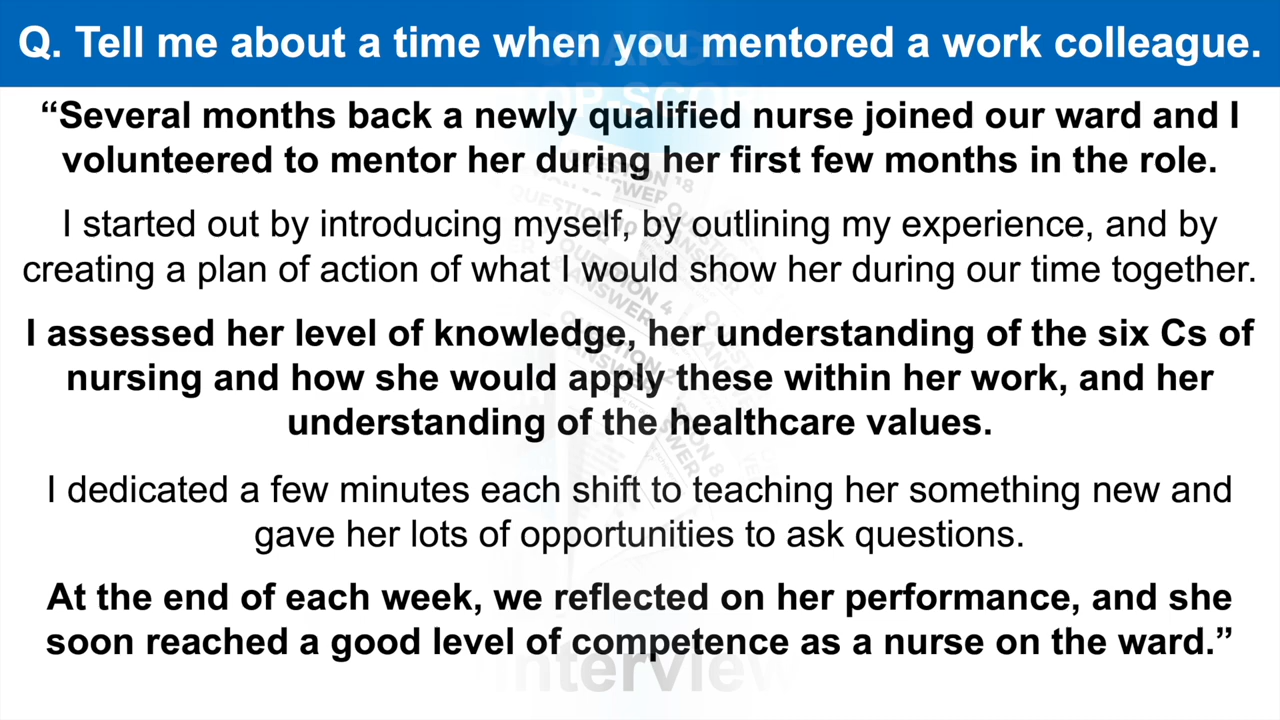 Q. Tell me about a time when you mentored a work colleague.
“Several months back a newly qualified nurse joined our ward and I
volunteered to mentor her during her first few months in the role.
I started out by introducing myself, by outlining my experience, and by
creating a plan of action of what I would show her during our time together.
I assessed her level of knowledge, her understanding of the six Cs of
nursing and how she would apply these within her work, and her
understanding of the healthcare values.
I dedicated a few minutes each shift to teaching her something new and
gave her lots of opportunities to ask questions.
At the end of each week, we reflected on her performance, and she
soon reached a good level of competence as a nurse on the ward.”